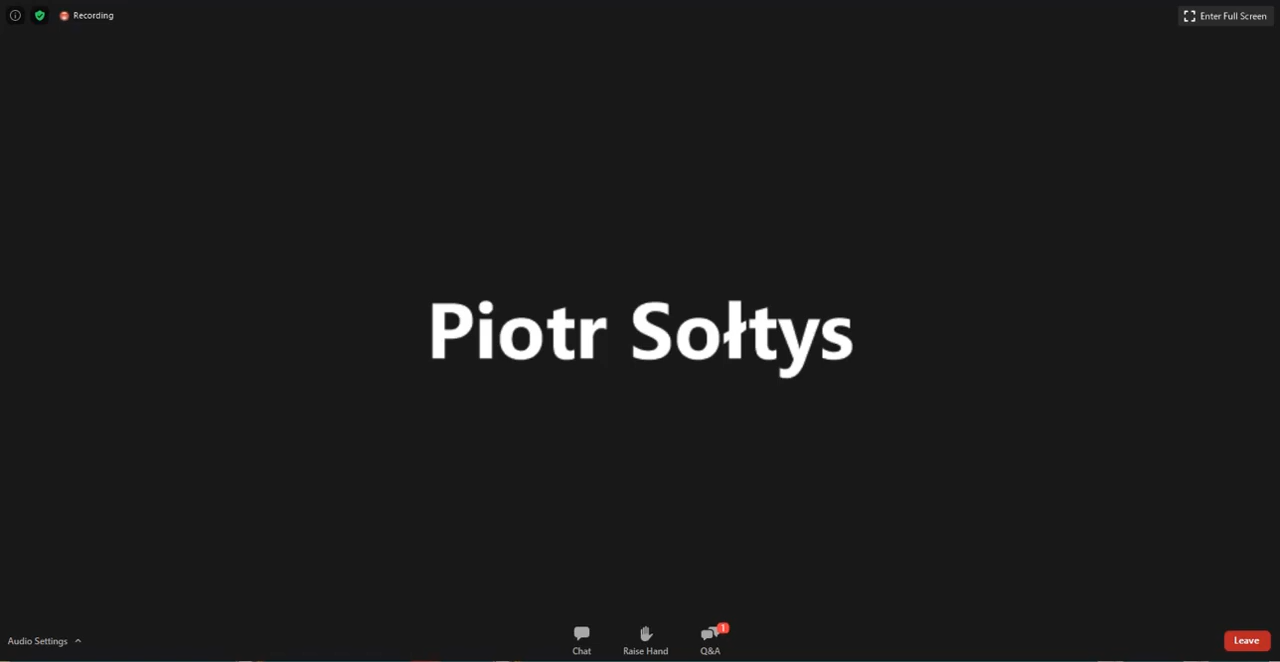 Recording
Enter Full Screen
Piotr Sołtys
1
Audio Settings
Chat
Raise Hand
Q&A
Leave